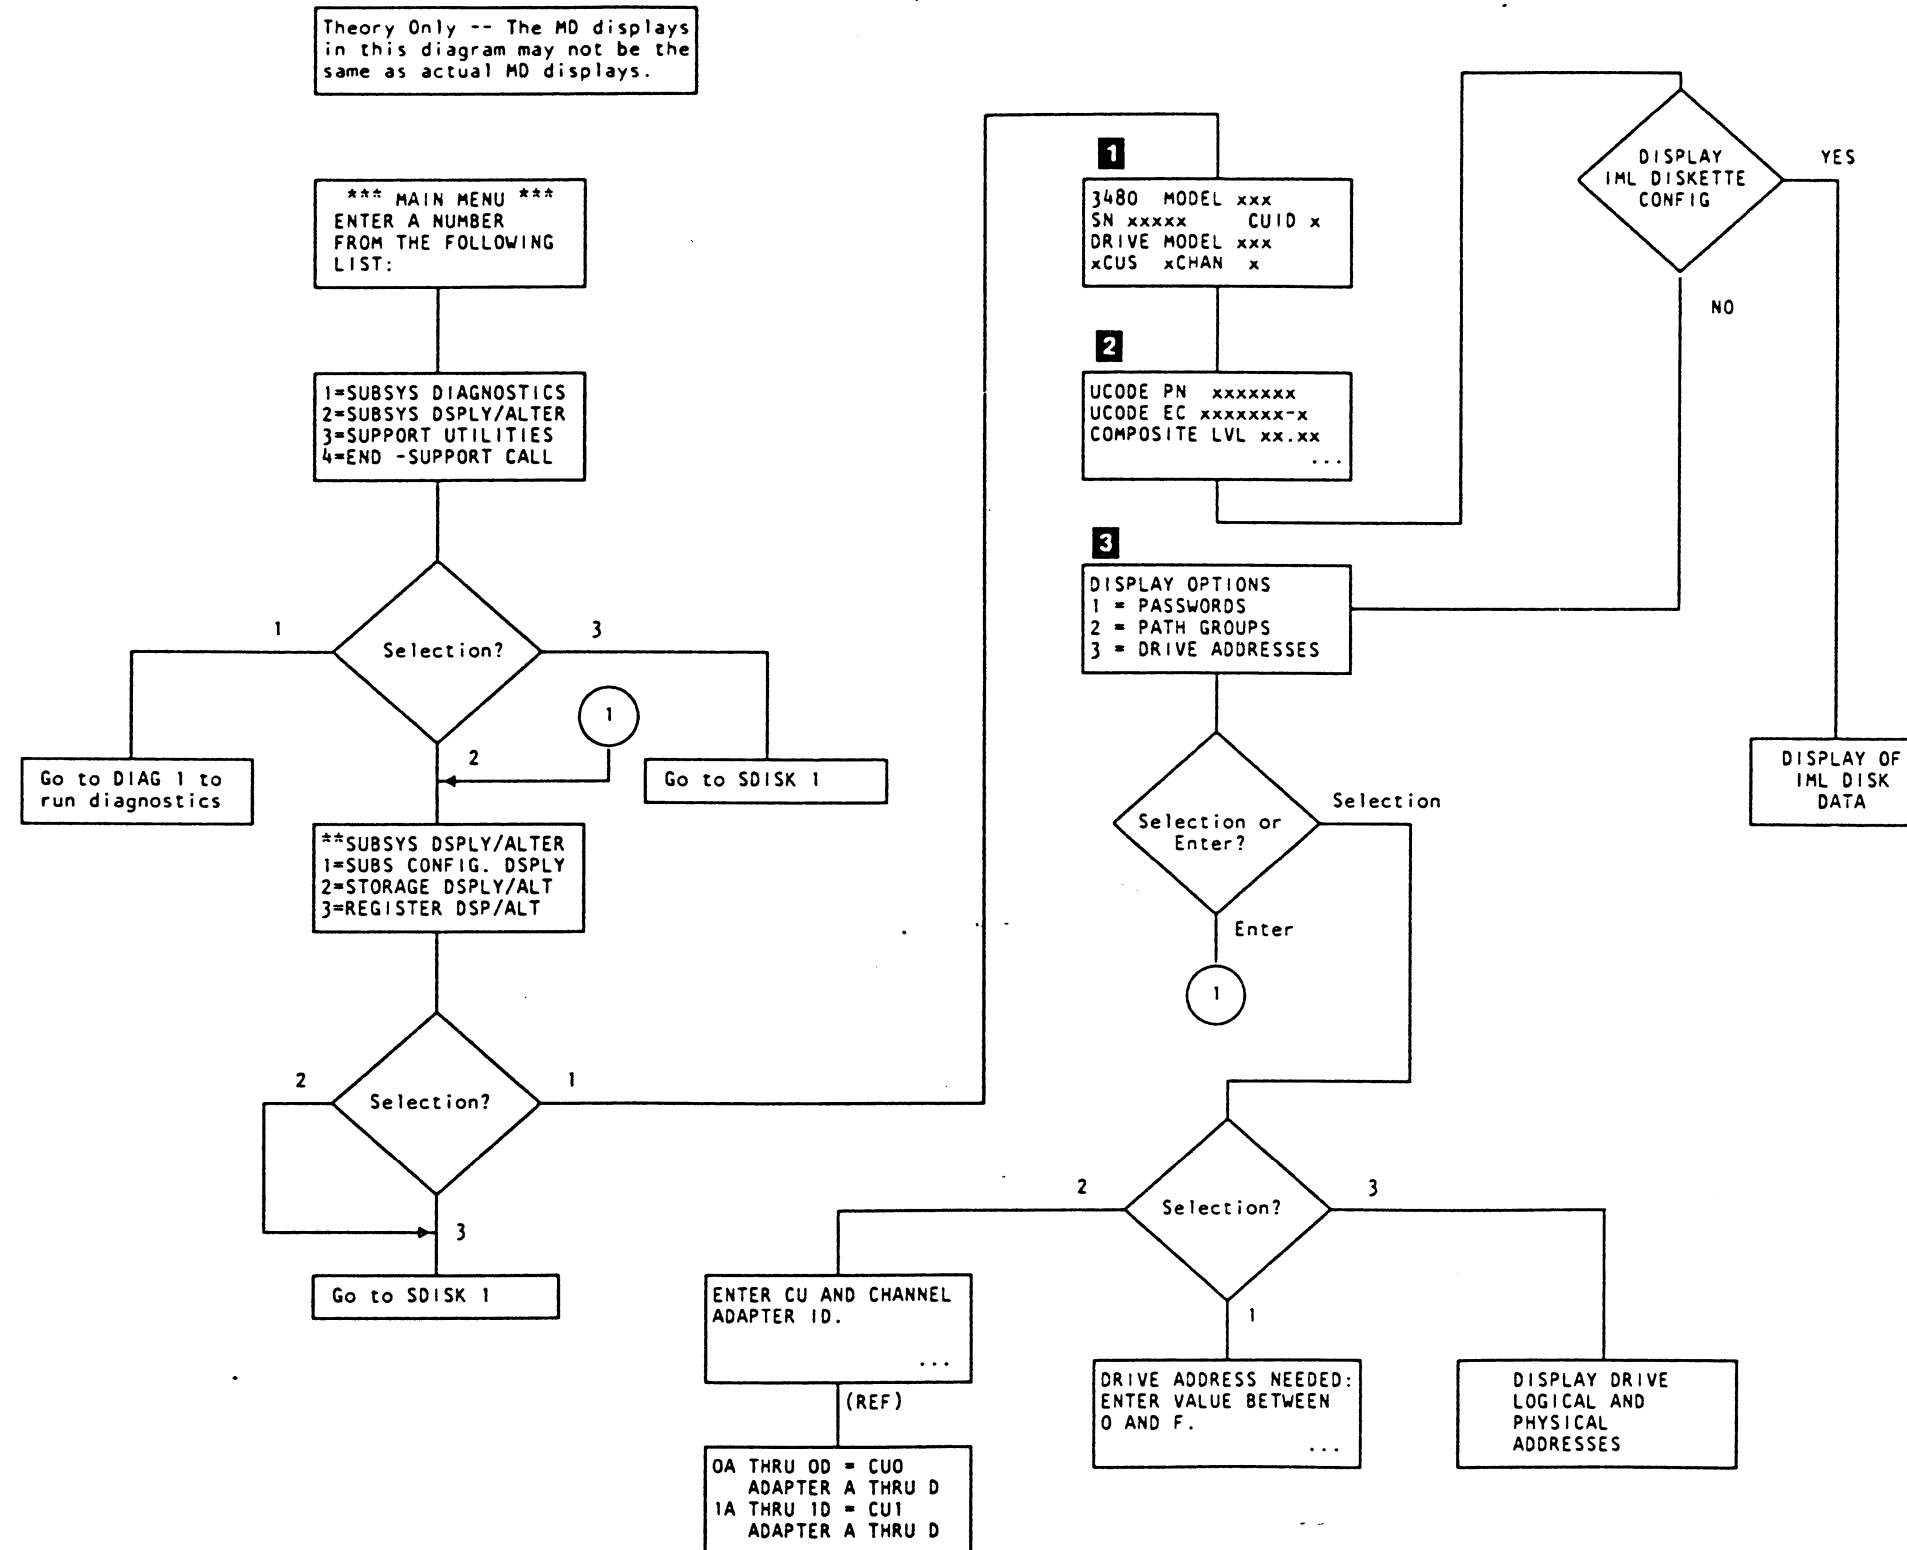 Theory Only -- The MD displays
in this diagram may not be the
same as actual MD displays.
*** MAIN MENU ***
ENTER A NUMBER
FROM THE FOLLOWING
LIST:
1=SUBSYS DIAGNOSTICS
2=SUBSYS DSPLY/ALTER
3=SUPPORT UTILITIES
4=END -SUPPORT CALL
1
Selection?
3
1
2
Go to DIAG 1 to
run diagnostics
Go to SDISK 1
**SUBSYS DSPLY/ALTER
1=SUBS CONFIG. DSPLY
2=STORAGE DSPLY/ALT
3=REGISTER DSP/ALT
2
Selection?
1
3
Go to SDISK 1
1
3480 MODEL xxx
SN xxxxx CUID x
DRIVE MODEL xxx
xCUS xCHAN x
2
UCODE PN xxxxxxx
UCODE EC xxxxxxx-x
COMPOSITE LVL xx.xx
...
DISPLAY
IML DISKETTE
CONFIG
YES
NO
3
DISPLAY OPTIONS
1 = PASSWORDS
2 = PATH GROUPS
3 = DRIVE ADDRESSES
DISPLAY OF
IML DISK
DATA
Selection or
Enter?
Selection
Enter
1
2
Selection?
3
1
ENTER CU AND CHANNEL
ADAPTER ID.
...
(REF)
0A THRU 0D = CU0
ADAPTER A THRU D
1A THRU 1D = CU1
ADAPTER A THRU D
DRIVE ADDRESS NEEDED:
ENTER VALUE BETWEEN
0 AND F.
...
DISPLAY DRIVE
LOGICAL AND
PHYSICAL
ADDRESSES